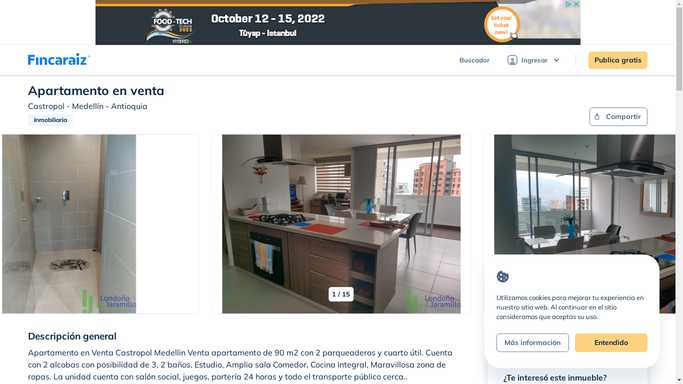 FOOD-TECH
October 12 - 15, 2022
Tüyap - Istanbul
Get your ticket now!
Fincaraiz
Buscador
Ingresar
Publica gratis
Apartamento en venta
Castropol - Medellín - Antioquia
Inmobiliaria
Compartir
Londoño Jaramillo
1 / 15
Londoño Jaramillo
Utilizamos cookies para mejorar tu experiencia en
nuestro sitio web. Al continuar en el sitio
consideramos que aceptas su uso.
Más información
Entendido
Descripción general
Apartamento en Venta Castropol Medellin Venta apartamento de 90 m2 con 2 parqueaderos y cuarto útil. Cuenta
con 2 alcobas con posibilidad de 3, 2 baños, Estudio, Amplia sala Comedor, Cocina Integral, Maravillosa zona de
ropas. La unidad cuenta con salón social, juegos, portería 24 horas y todo el transporte público cerca..
¿Te interesó este inmueble?